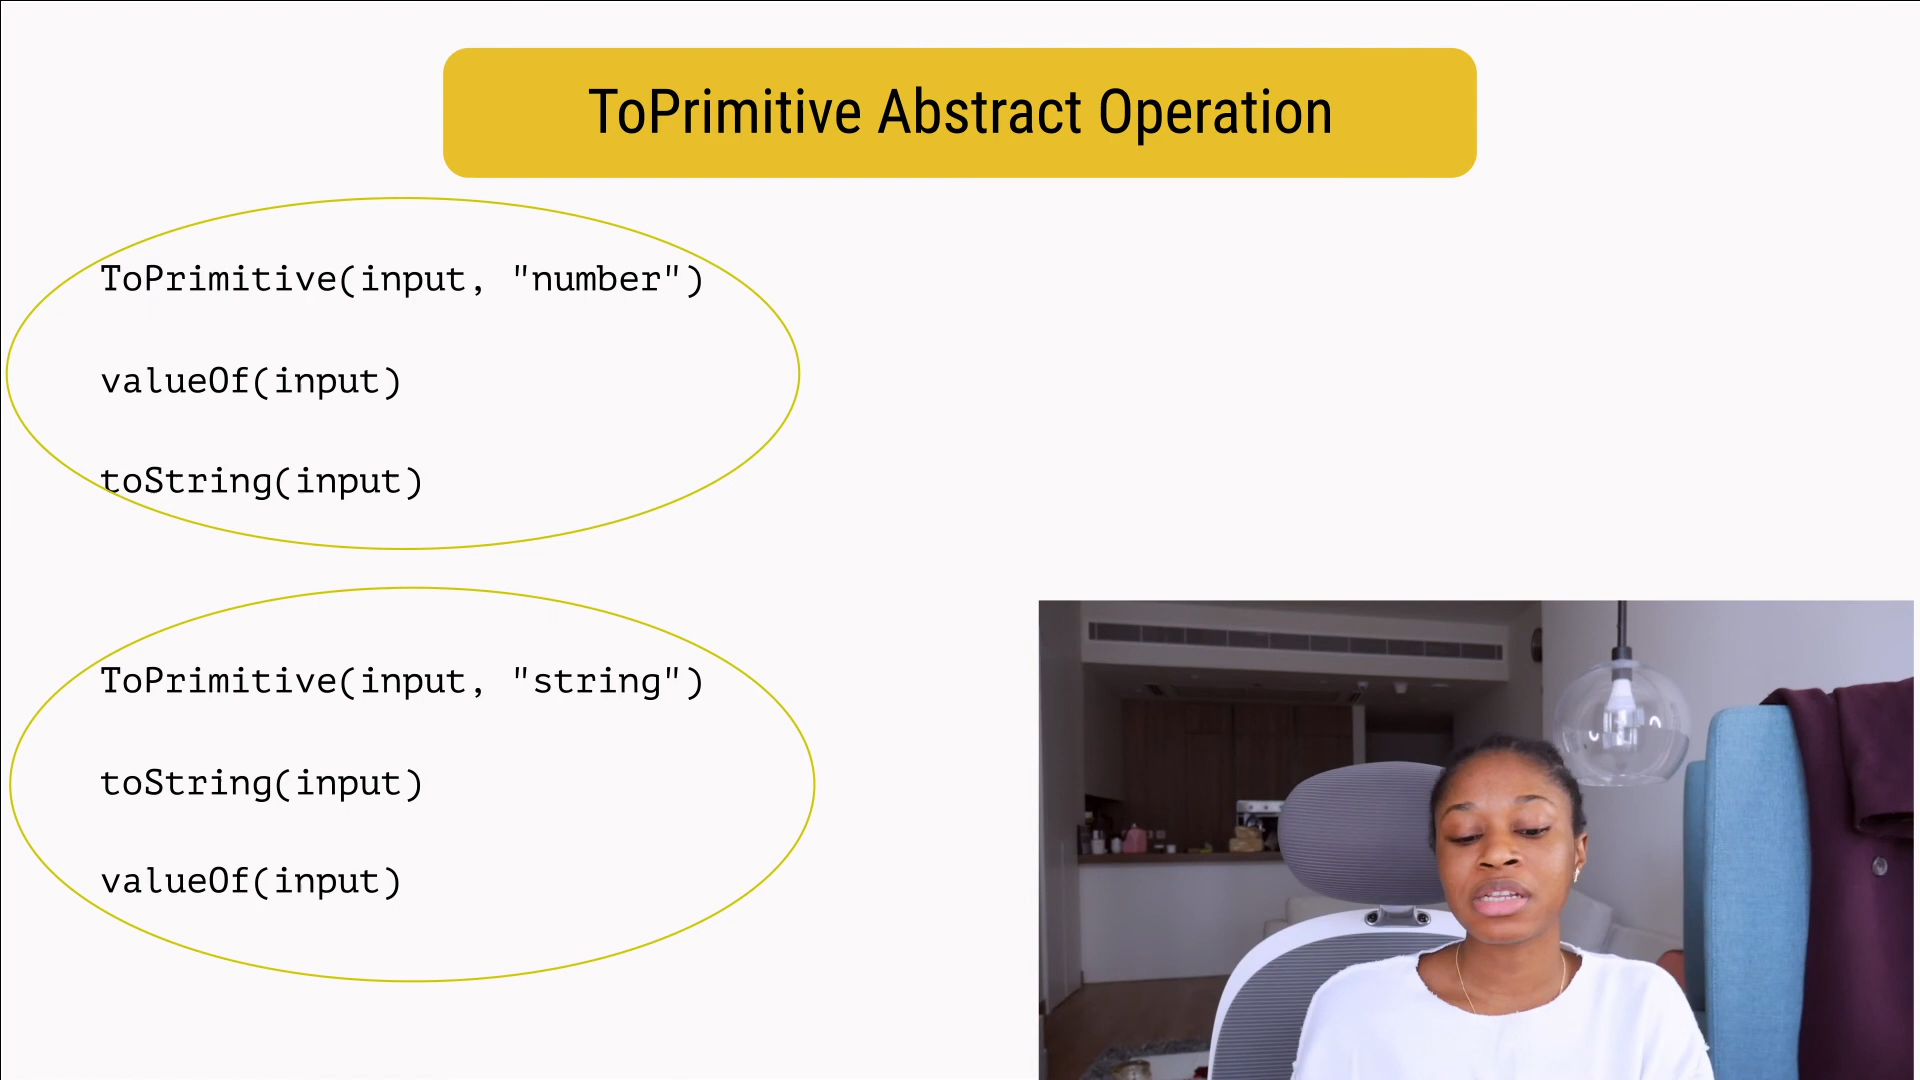 ToPrimitive Abstract Operation
ToPrimitive(input, "number")
valueOf(input)
toString(input)
ToPrimitive(input, "string")
toString(input)
valueOf(input)